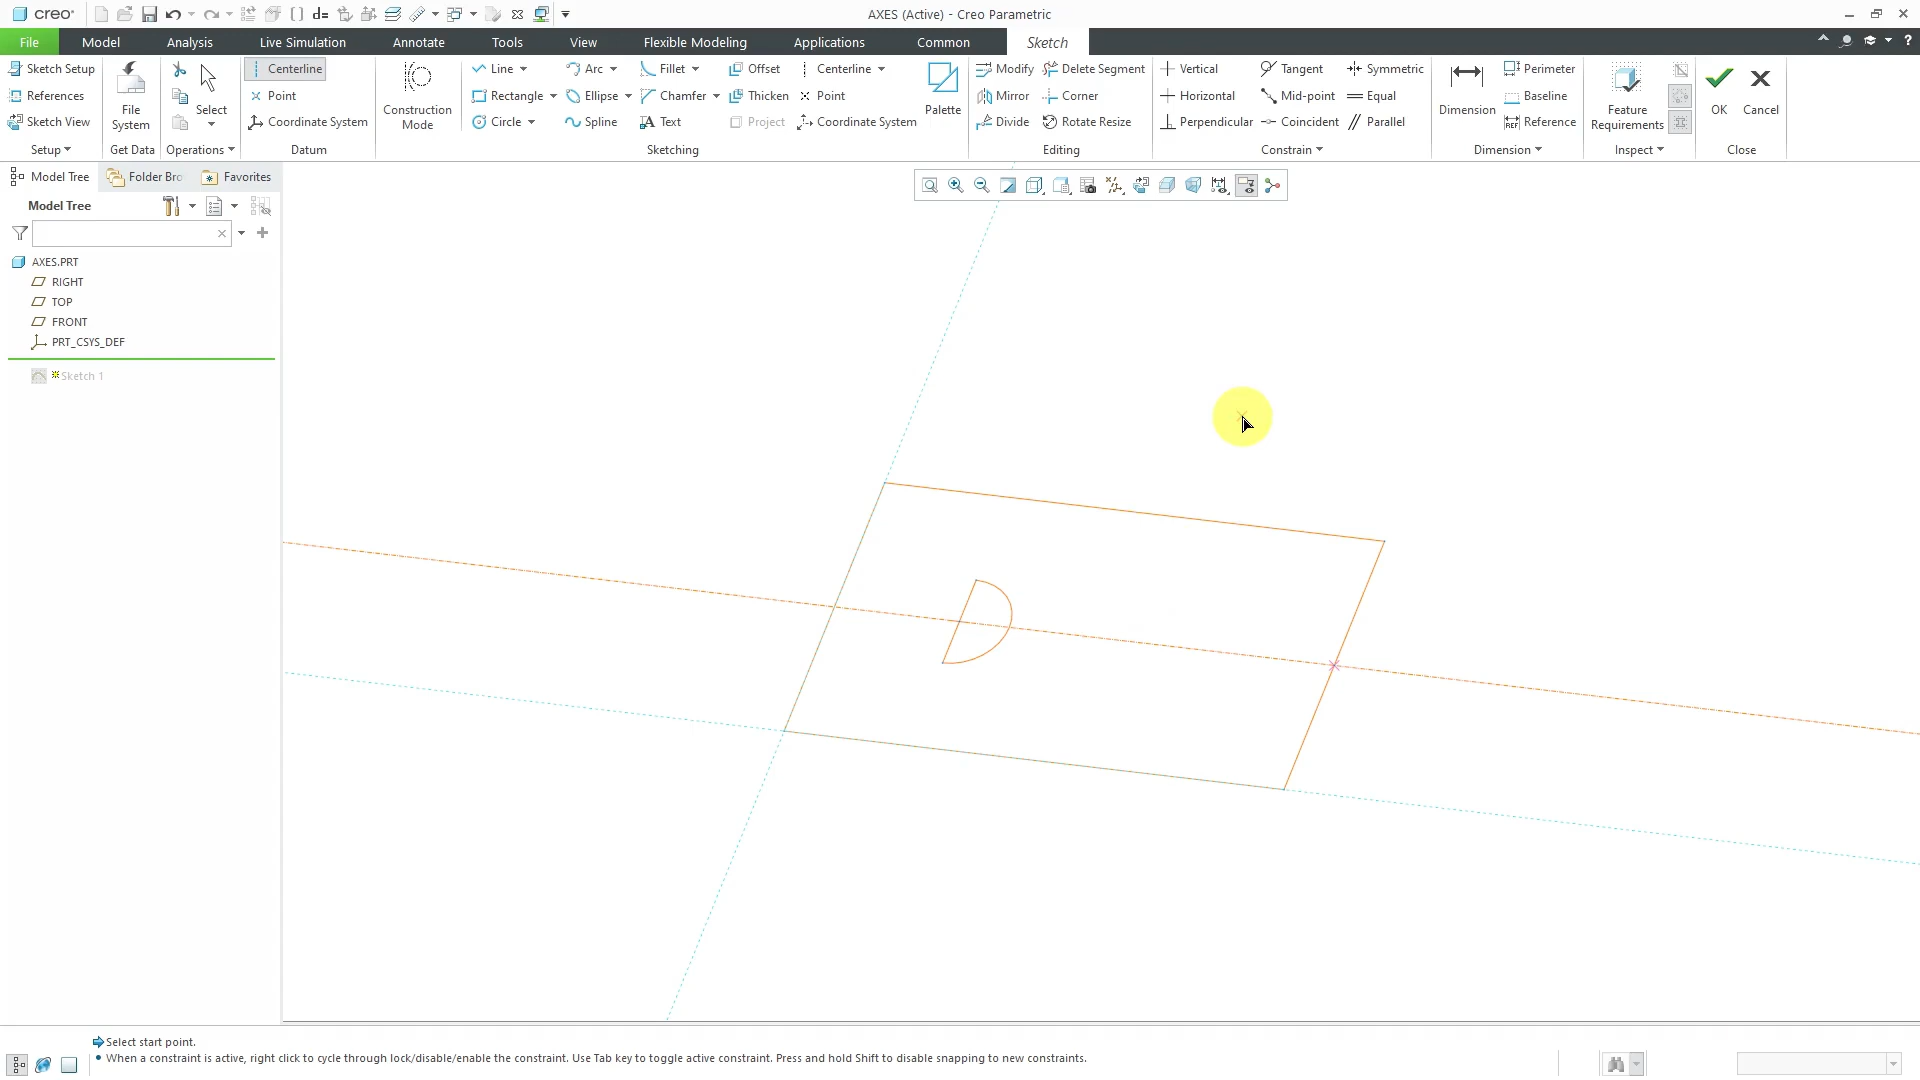 creo
AXES (Active) - Creo Parametric
File
Model
Analysis
Live Simulation
Annotate
Tools
View
Flexible Modeling
Applications
Common
Sketch
Sketch Setup
References
Sketch View
Setup
File System
Get Data
Select
Operations
Centerline
Point
Coordinate System
Datum
Construction Mode
Line
Rectangle
Circle
Arc
Ellipse
Spline
Fillet
Chamfer
Text
Offset
Thicken
Project
Centerline
Point
Coordinate System
Palette
Sketching
Modify
Mirror
Divide
Delete Segment
Corner
Rotate Resize
Editing
Vertical
Horizontal
Perpendicular
Tangent
Mid-point
Coincident
Symmetric
Equal
Parallel
Constrain
Dimension
Perimeter
Baseline
REF Reference
Dimension
Feature Requirements
Inspect
OK
Cancel
Close
Model Tree
Folder Bro
Favorites
Model Tree
AXES.PRT
RIGHT
TOP
FRONT
PRT_CSYS_DEF
Sketch 1
Select start point.
When a constraint is active, right click to cycle through lock/disable/enable the constraint. Use Tab key to toggle active constraint. Press and hold Shift to disable snapping to new constraints.